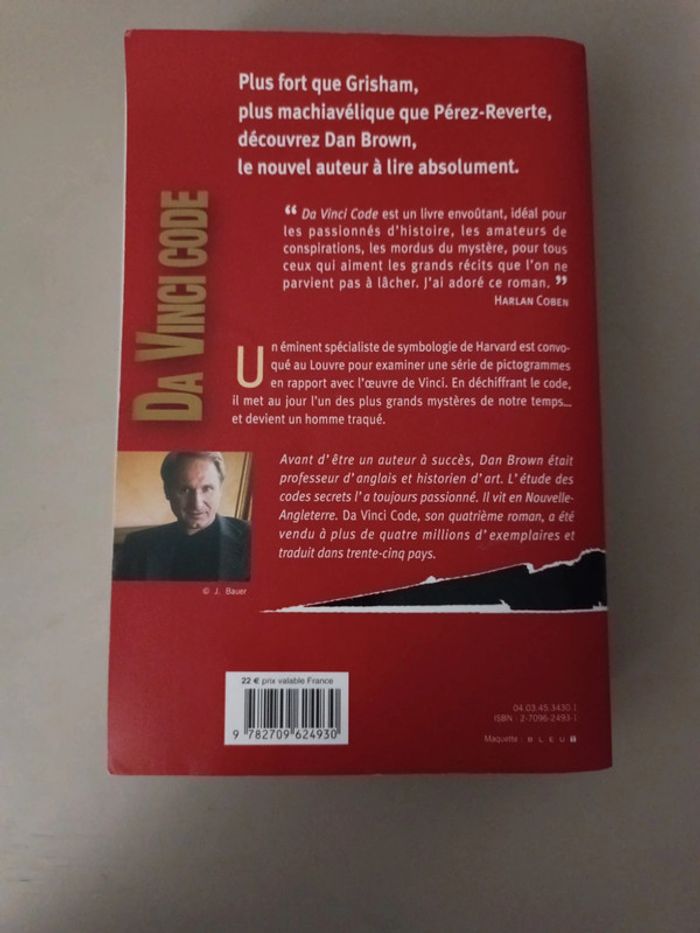 Plus fort que Grisham,
plus machiavélique que Pérez-Reverte,
découvrez Dan Brown,
le nouvel auteur à lire absolument.
DA VINCI CODE
“ Da Vinci Code est un livre envoûtant, idéal pour
les passionnés d'histoire, les amateurs de
conspirations, les mordus du mystère, pour tous
ceux qui aiment les grands récits que l'on ne
parvient pas à lâcher. J'ai adoré ce roman. ”
HARLAN COBEN
Un éminent spécialiste de symbologie de Harvard est convo-
qué au Louvre pour examiner une série de pictogrammes
en rapport avec l'œuvre de Vinci. En déchiffrant le code,
il met au jour l'un des plus grands mystères de notre temps...
et devient un homme traqué.
Avant d'être un auteur à succès, Dan Brown était
professeur d'anglais et historien d'art. L'étude des
codes secrets l'a toujours passionné. Il vit en Nouvelle-
Angleterre. Da Vinci Code, son quatrième roman, a été
vendu à plus de quatre millions d'exemplaires et
traduit dans trente-cinq pays.
© J. Bauer
22 € prix valable France
9 782709 624930
04.03.45.3430.1
ISBN : 2-7096-2493-1
Maquette : BLEU T